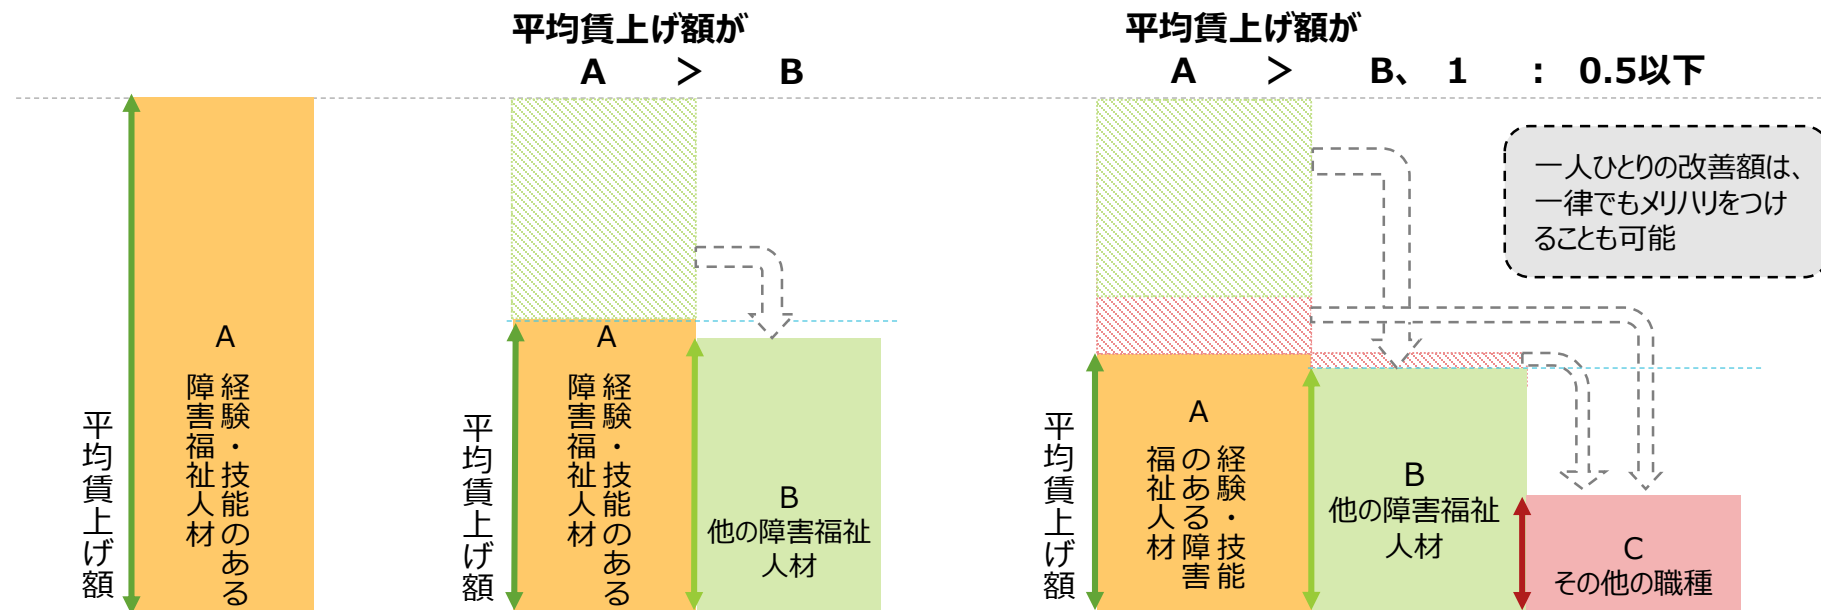 平均賃上げ額が
A > B
平均賃上げ額が
A > B、 1 : 0.5以下
一人ひとりの改善額は、
一律でもメリハリをつけ
ることも可能
平均賃上げ額
A
経験・技能のある
障害福祉人材
平均賃上げ額
A
経験・技能のある
障害福祉人材
B
他の障害福祉
人材
平均賃上げ額
A
経験・技能
のある障害
福祉人材
B
他の障害福祉
人材
C
その他の職種